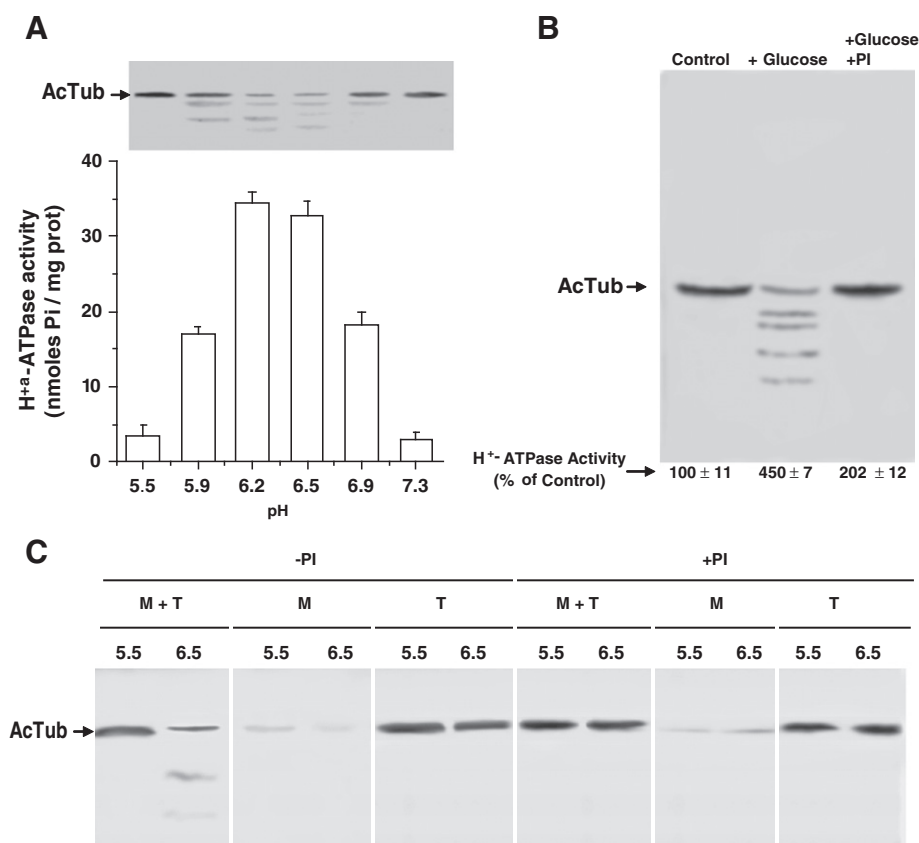 A
AcTub
40
30
20
10
0
H+a-ATPase activity
(nmoles Pi / mg prot)
5.5 5.9 6.2 6.5 6.9 7.3
pH
B
Control + Glucose +Glucose
+PI
AcTub
H+- ATPase Activity
(% of Control)
100 ± 11 450 ± 7 202 ± 12
C
-PI +PI
M + T M T M + T M T
5.5 6.5 5.5 6.5 5.5 6.5 5.5 6.5 5.5 6.5 5.5 6.5
AcTub